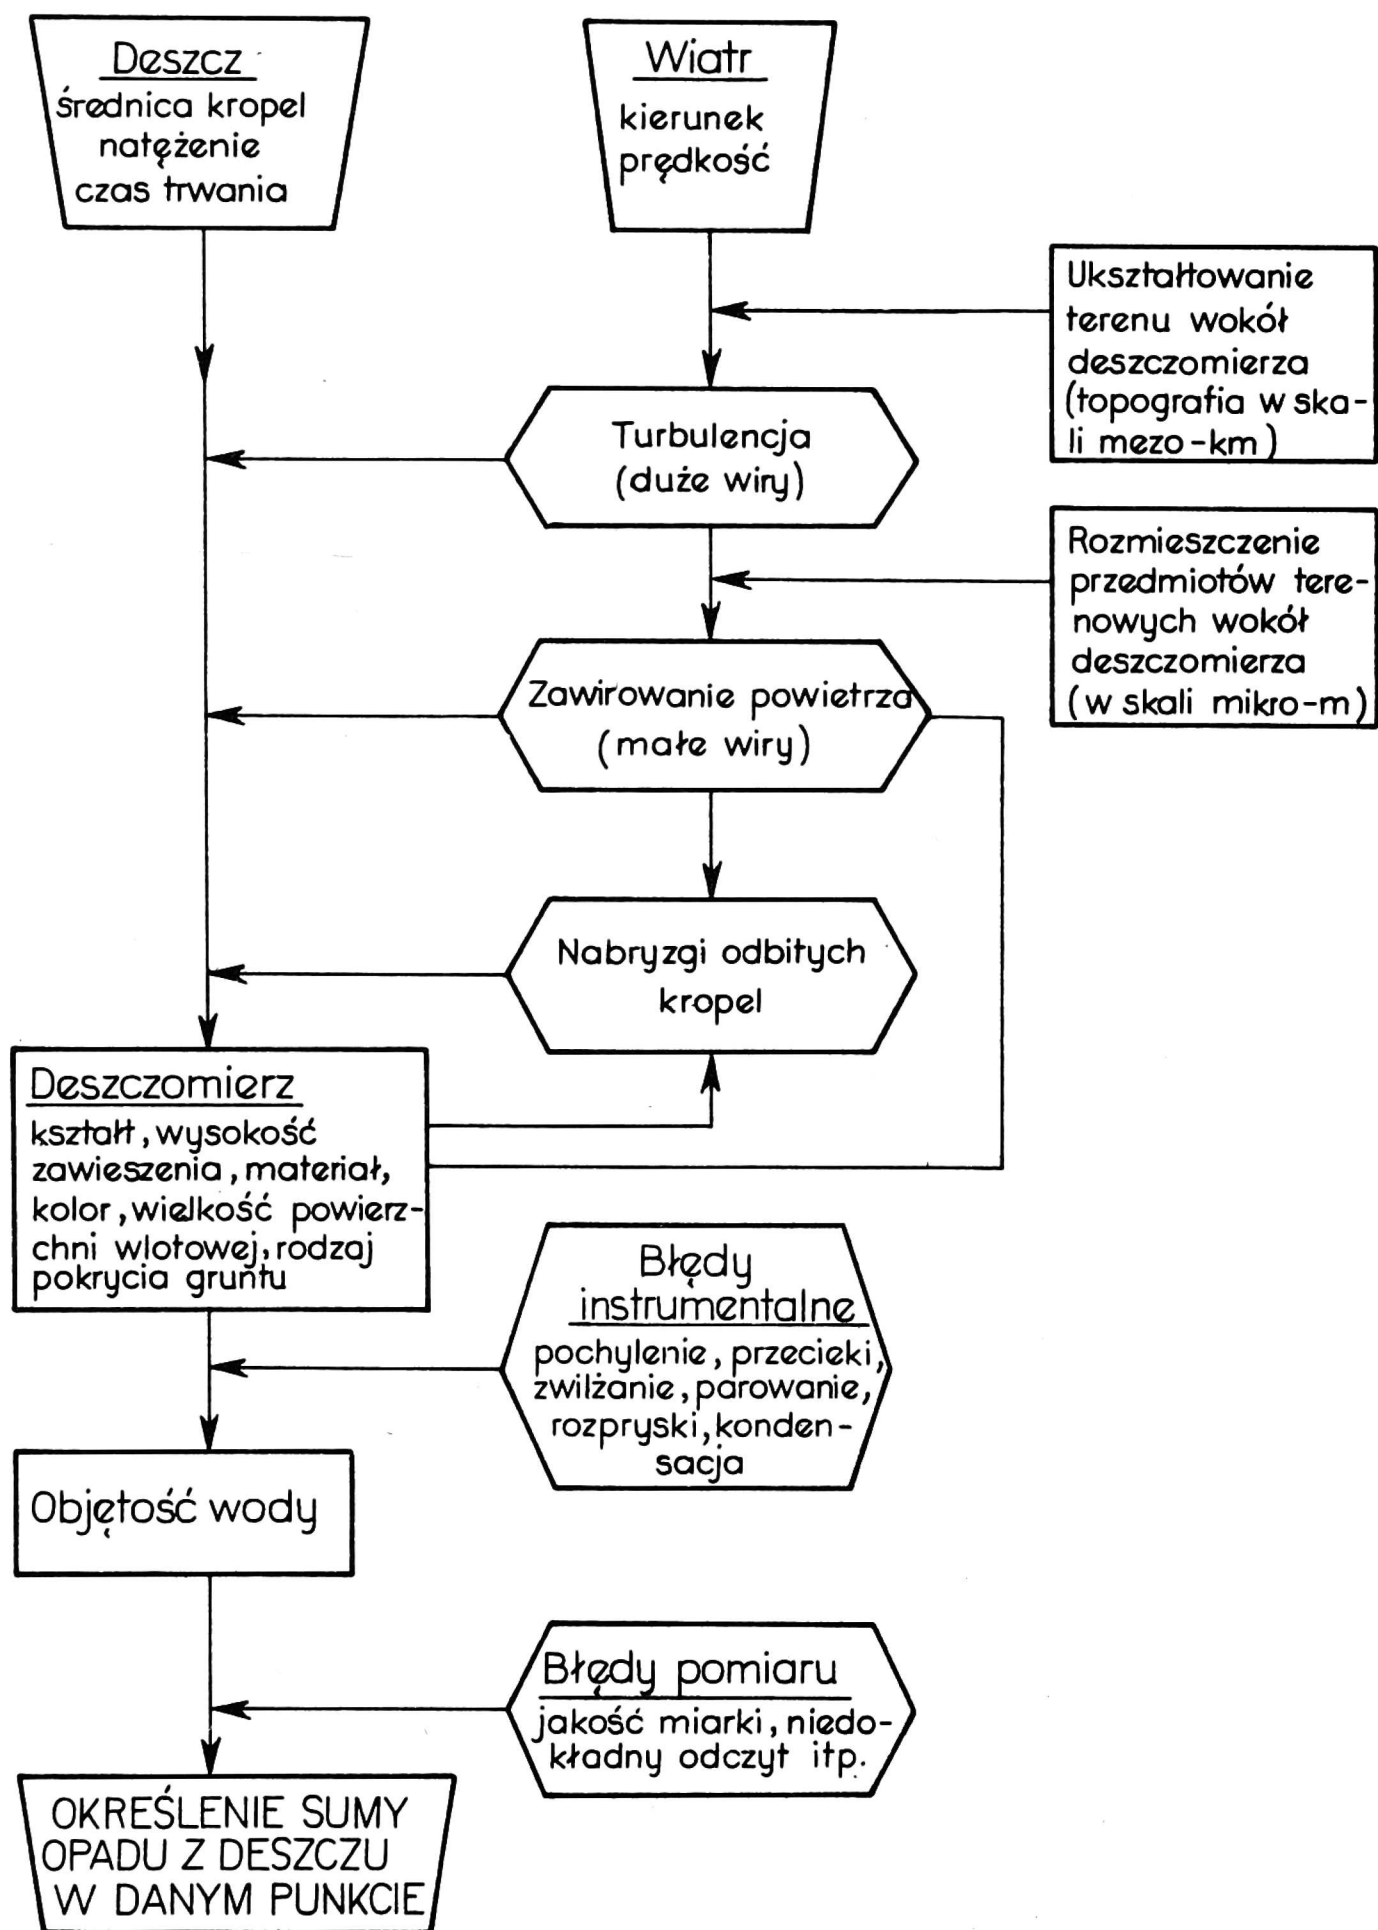 Deszcz
średnica kropel
natężenie
czas trwania
Wiatr
kierunek
prędkość
Ukształtowanie
terenu wokół
deszczomierza
(topografia w ska-
li mezo-km)
Turbulencja
(duże wiry)
Rozmieszczenie
przedmiotów tere-
nowych wokół
deszczomierza
(w skali mikro-m)
Zawirowanie powietrza
(małe wiry)
Nabryzgi odbitych
kropel
Deszczomierz
kształt, wysokość
zawieszenia, materiał,
kolor, wielkość powierz-
chni wlotowej, rodzaj
pokrycia gruntu
Błędy
instrumentalne
pochylenie, przecieki,
zwilżanie, parowanie,
rozpryski, konden-
sacja
Objętość wody
Błędy pomiaru
jakość miarki, niedo-
kładny odczyt itp.
OKREŚLENIE SUMY
OPADU Z DESZCZU
W DANYM PUNKCIE